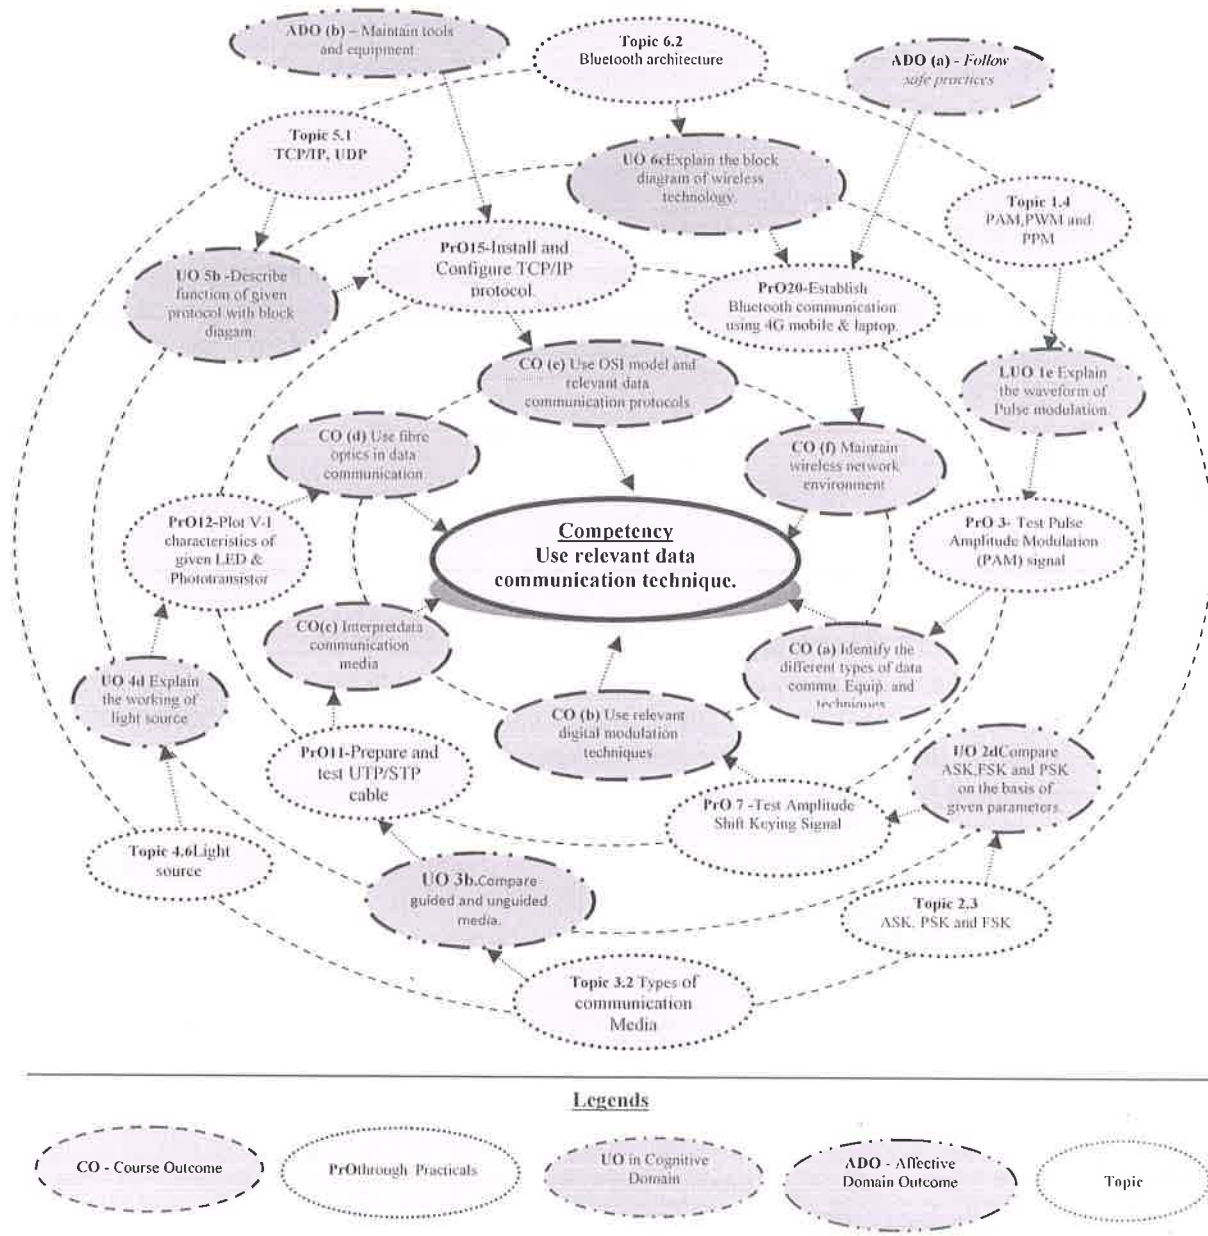 ADO (b) – Maintain tools
and equipment
Topic 6.2
Bluetooth architecture
ADO (a) - Follow
safe practices
Topic 5.1
TCP/IP, UDP
UO 6cExplain the block
diagram of wireless
technology.
Topic 1.4
PAM,PWM and
PPM
PrO15-Install and
Configure TCP/IP
protocol
UO 5b -Describe
function of given
protocol with block
diagam.
PrO20-Establish
Bluetooth communication
using 4G mobile & laptop.
CO (e) Use OSI model and
relevant data
communication protocols
LUO 1e Explain
the waveform of
Pulse modulation.
CO (d) Use fibre
optics in data
communication
CO (f) Maintain
wireless network
environment
PrO12-Plot V-I
characteristics of
given LED &
Phototransistor
Competency
Use relevant data
communication technique.
PrO 3- Test Pulse
Amplitude Modulation
(PAM) signal
CO(c) Interpretdata
communication
media
CO (a) Identify the
different types of data
commu. Equip. and
techniques
UO 4d Explain
the working of
light source
CO (b) Use relevant
digital modulation
techniques
PrO11-Prepare and
test UTP/STP
cable
UO 2dCompare
ASK,FSK and PSK
on the basis of
given parameters
PrO 7 -Test Amplitude
Shift Keying Signal
Topic 4.6Light
source
UO 3b.Compare
guided and unguided
media.
Topic 2.3
ASK, PSK and FSK
Topic 3.2 Types of
communication
Media
Legends
CO - Course Outcome
PrOthrough Practicals
UO in Cognitive
Domain
ADO - Affective
Domain Outcome
Topic